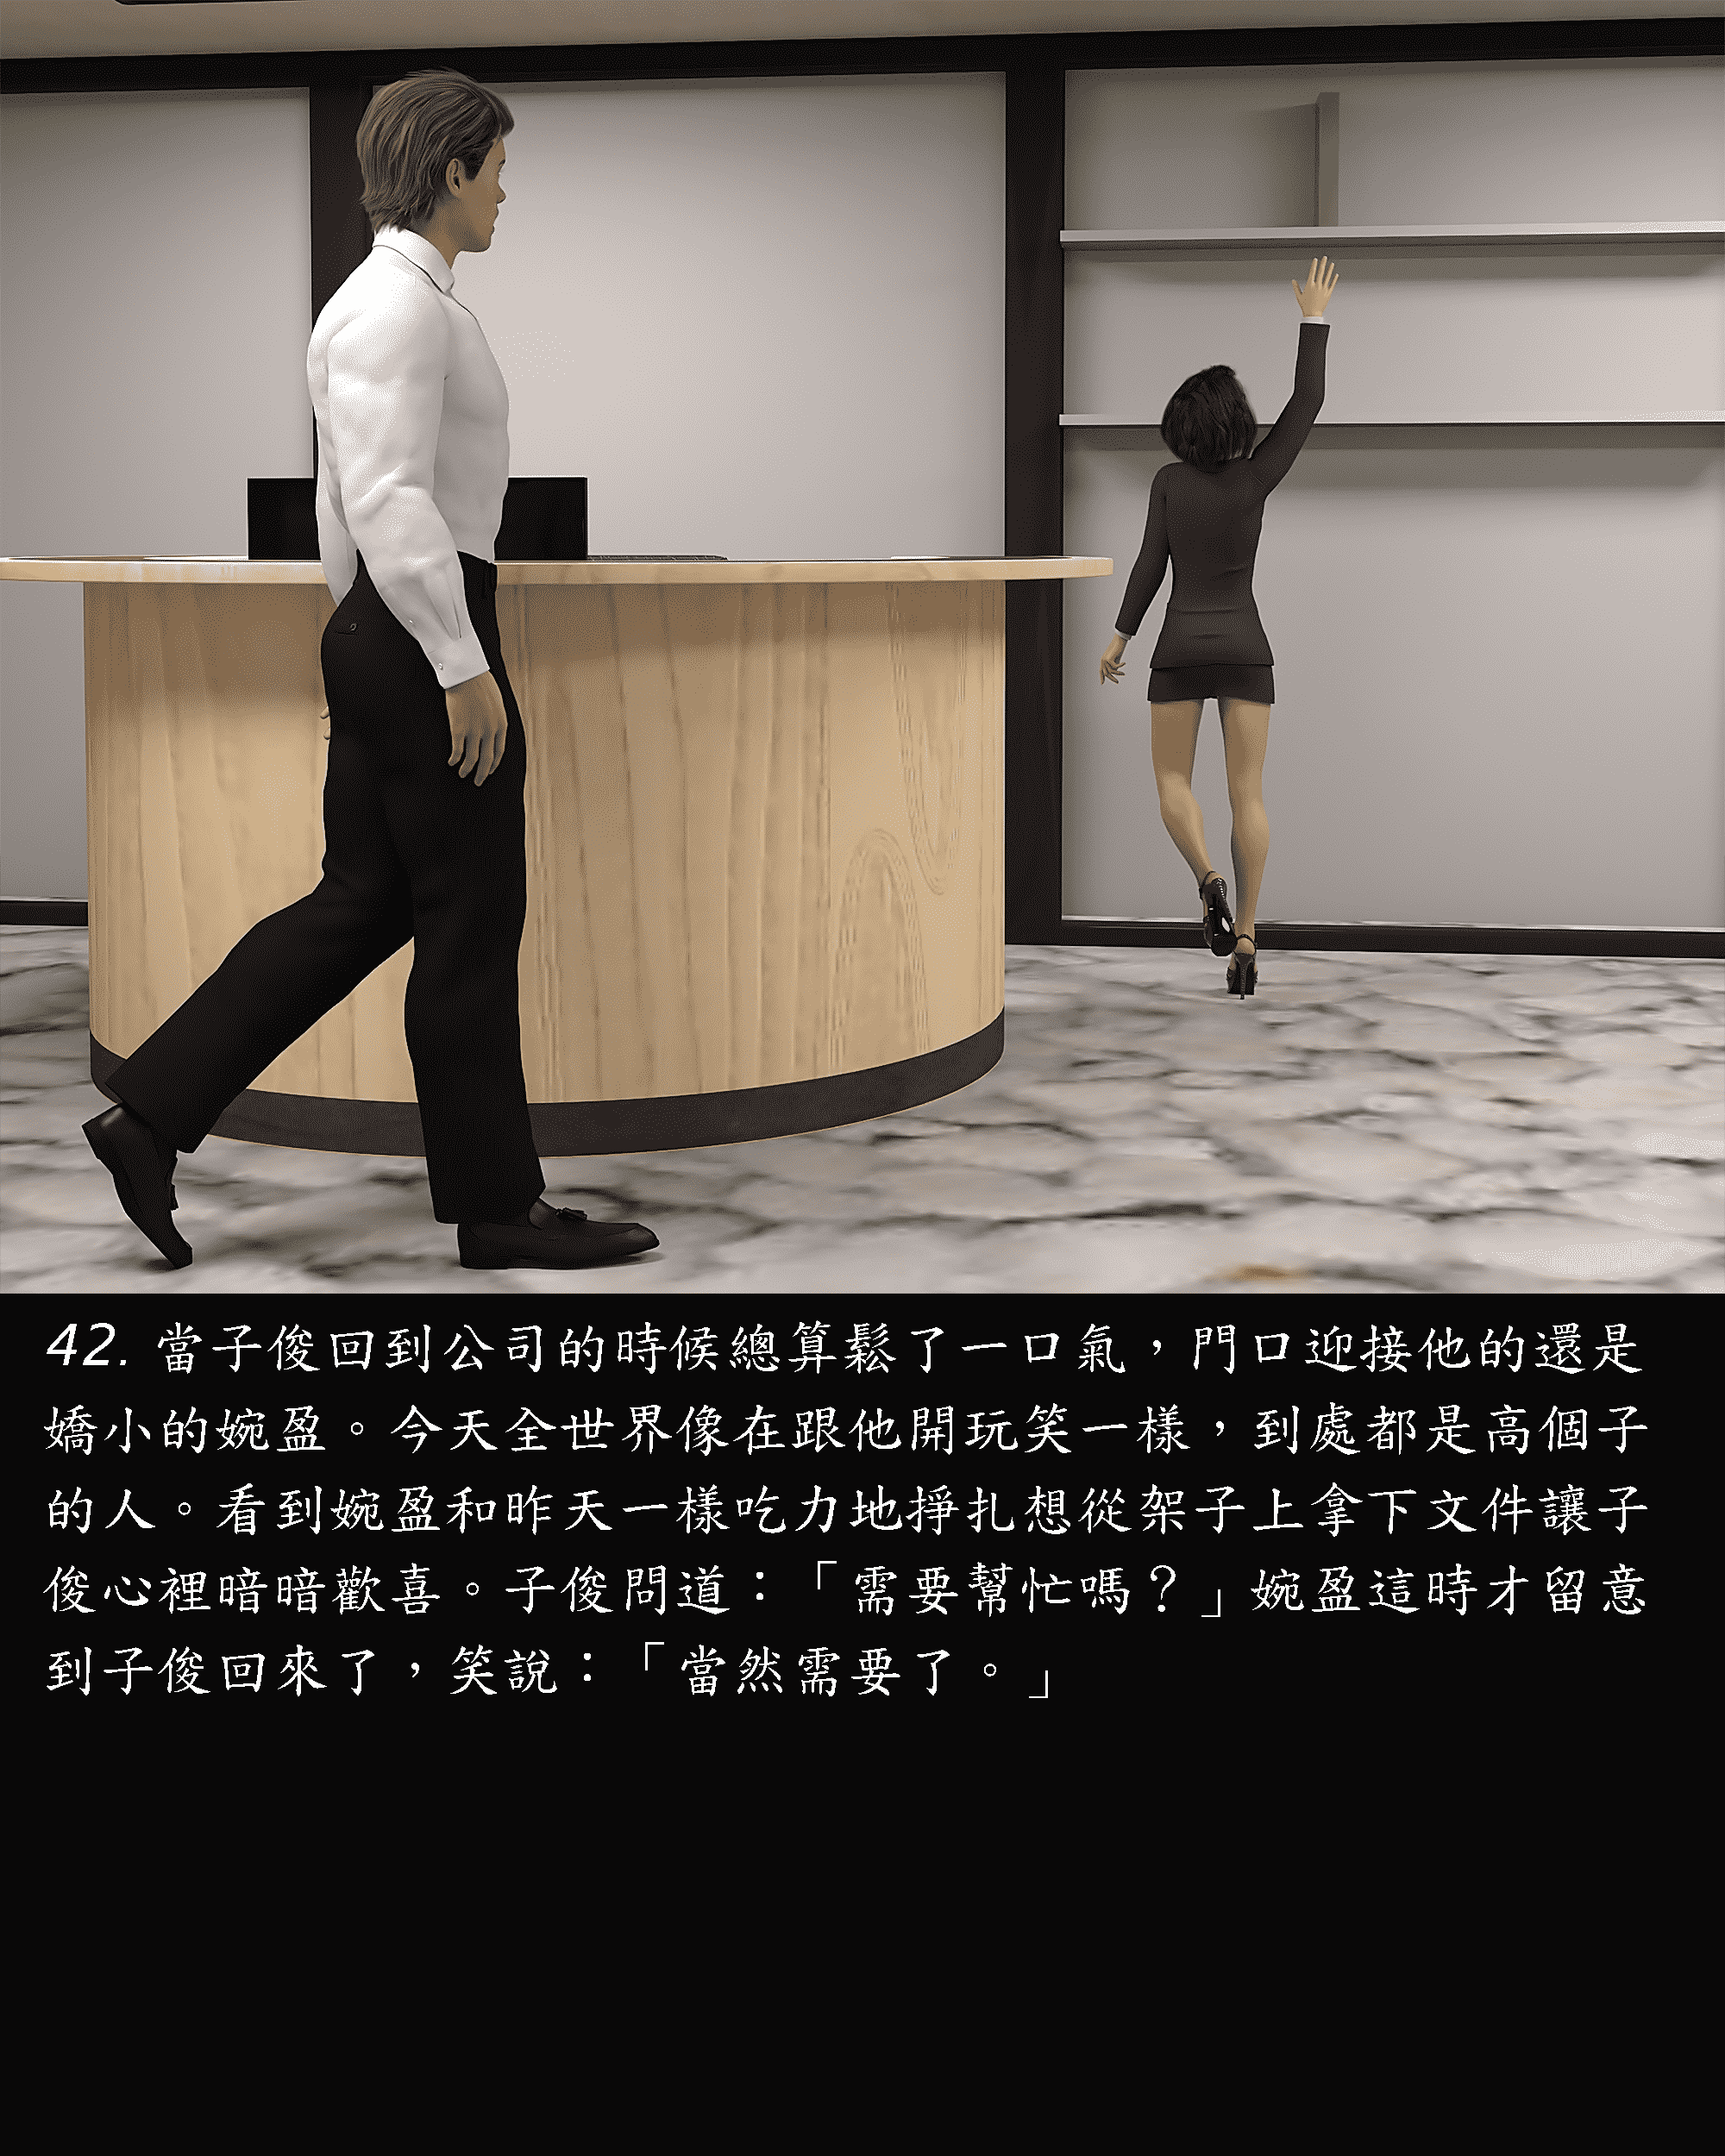 42. 當子俊回到公司的時候總算鬆了一口氣，門口迎接他的還是
嬌小的婉盈。今天全世界像在跟他開玩笑一樣，到處都是高個子
的人。看到婉盈和昨天一樣吃力地掙扎想從架子上拿下文件讓子
俊心裡暗暗歡喜。子俊問道：「需要幫忙嗎？」婉盈這時才留意
到子俊回來了，笑說：「當然需要了。」